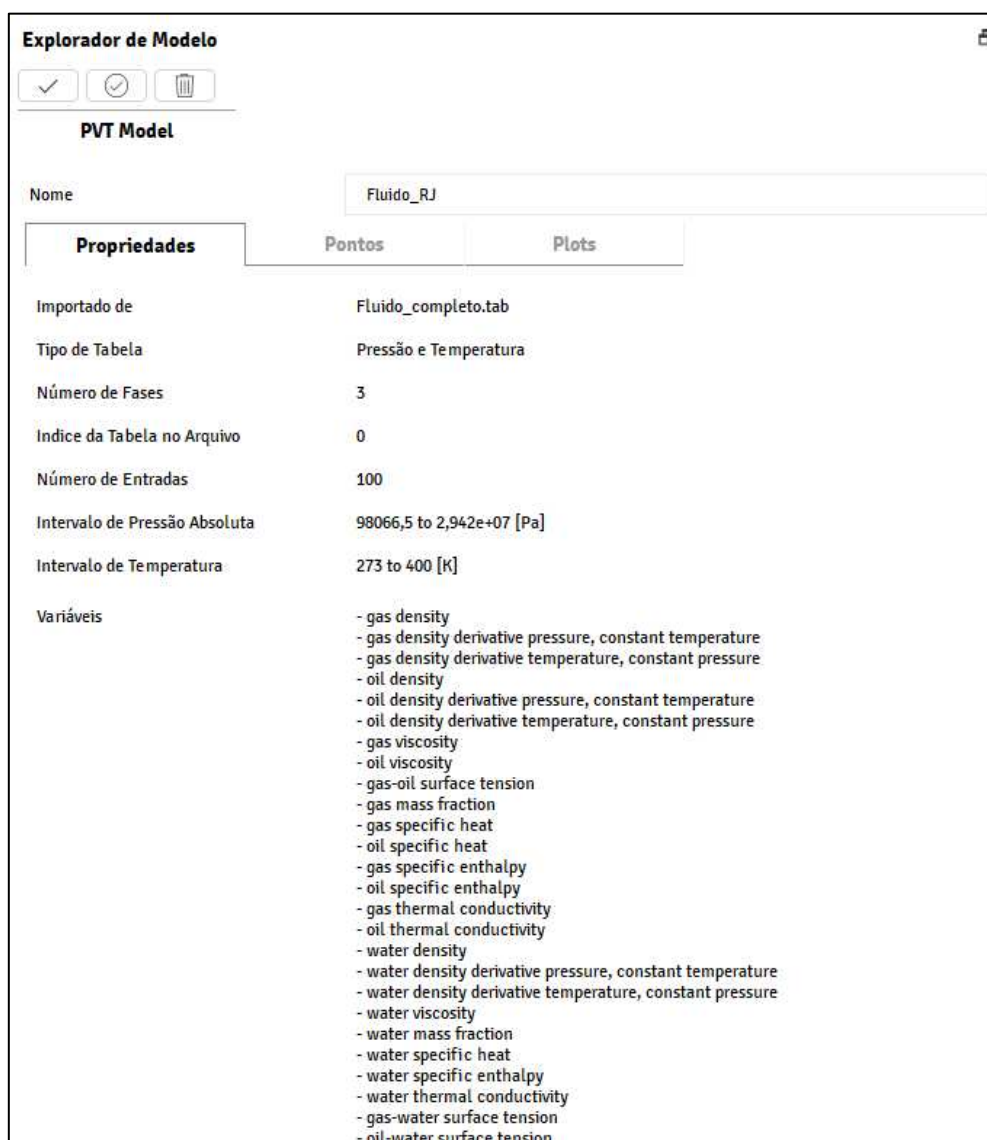 Explorador de Modelo
PVT Model
Nome Fluido_RJ
Propriedades Pontos Plots
Importado de Fluido_completo.tab
Tipo de Tabela Pressão e Temperatura
Número de Fases 3
Indice da Tabela no Arquivo 0
Número de Entradas 100
Intervalo de Pressão Absoluta 98066,5 to 2,942e+07 [Pa]
Intervalo de Temperatura 273 to 400 [K]
Variáveis - gas density
- gas density derivative pressure, constant temperature
- gas density derivative temperature, constant pressure
- oil density
- oil density derivative pressure, constant temperature
- oil density derivative temperature, constant pressure
- gas viscosity
- oil viscosity
- gas-oil surface tension
- gas mass fraction
- gas specific heat
- oil specific heat
- gas specific enthalpy
- oil specific enthalpy
- gas thermal conductivity
- oil thermal conductivity
- water density
- water density derivative pressure, constant temperature
- water density derivative temperature, constant pressure
- water viscosity
- water mass fraction
- water specific heat
- water specific enthalpy
- water thermal conductivity
- gas-water surface tension
- oil-water surface tension